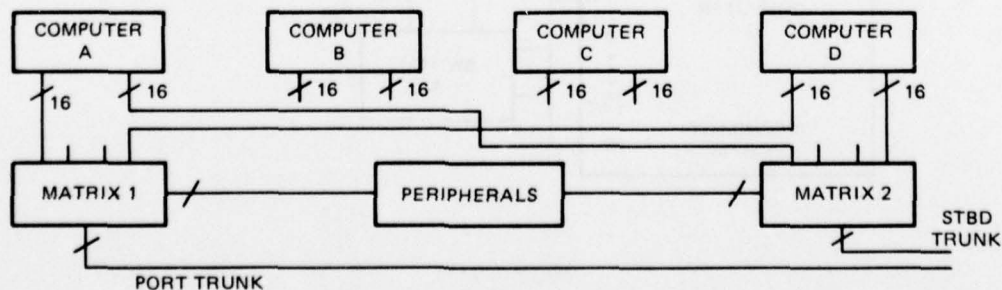 COMPUTER
A
COMPUTER
B
COMPUTER
C
COMPUTER
D
16
16
16
16
16
16
16
16
MATRIX 1
PERIPHERALS
MATRIX 2
STBD
TRUNK
PORT TRUNK